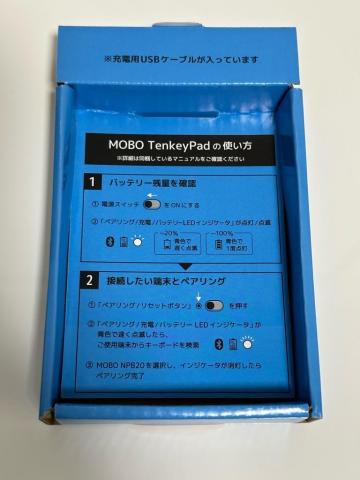 ※充電用USBケーブルが入っています
MOBO TenkeyPad の使い方
※詳細は同梱しているマニュアルをご確認ください
1 バッテリー残量を確認
① 電源スイッチ をONにする
② 「ペアリング/充電/バッテリーLEDインジケータ」が点灯/点滅
~20%
青色で
速く点滅
~100%
青色で
1度点灯
2 接続したい端末とペアリング
① 「ペアリング/リセットボタン」 を押す
② 「ペアリング/充電/バッテリー LEDインジケータ」が
青色で速く点滅したら、
ご使用端末からキーボードを検索
③ MOBO NPB20 を選択し、インジケータが消灯したら
ペアリング完了